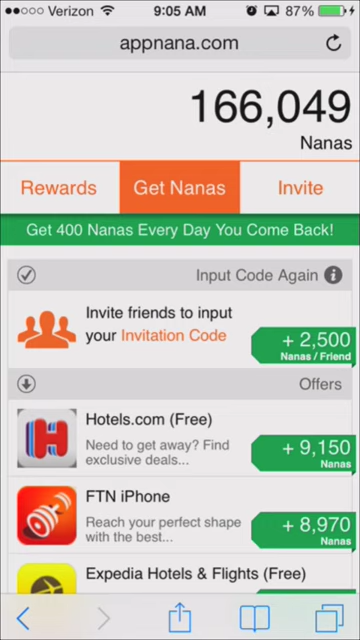 Verizon 9:05 AM 87%
appnana.com
166,049
Nanas
Rewards Get Nanas Invite
Get 400 Nanas Every Day You Come Back!
Input Code Again
Invite friends to input
your Invitation Code
+ 2,500
Nanas / Friend
Offers
Hotels.com (Free)
Need to get away? Find
exclusive deals...
+ 9,150
Nanas
FTN iPhone
Reach your perfect shape
with the best...
+ 8,970
Nanas
Expedia Hotels & Flights (Free)